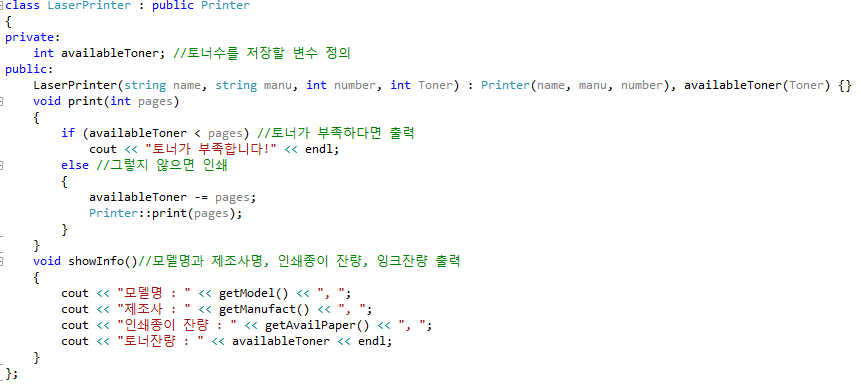 class LaserPrinter : public Printer
{
private:
    int availableToner; //토너수를 저장할 변수 정의
public:
    LaserPrinter(string name, string manu, int number, int Toner) : Printer(name, manu, number), availableToner(Toner) {}
    void print(int pages)
    {
        if (availableToner < pages) //토너가 부족하다면 출력
            cout << "토너가 부족합니다!" << endl;
        else //그렇지 않으면 인쇄
        {
            availableToner -= pages;
            Printer::print(pages);
        }
    }
    void showInfo()//모델명과 제조사명, 인쇄종이 잔량, 잉크잔량 출력
    {
        cout << "모델명 : " << getModel() << ", ";
        cout << "제조사 : " << getManufact() << ", ";
        cout << "인쇄종이 잔량 : " << getAvailPaper() << ", ";
        cout << "토너잔량 : " << availableToner << endl;
    }
};